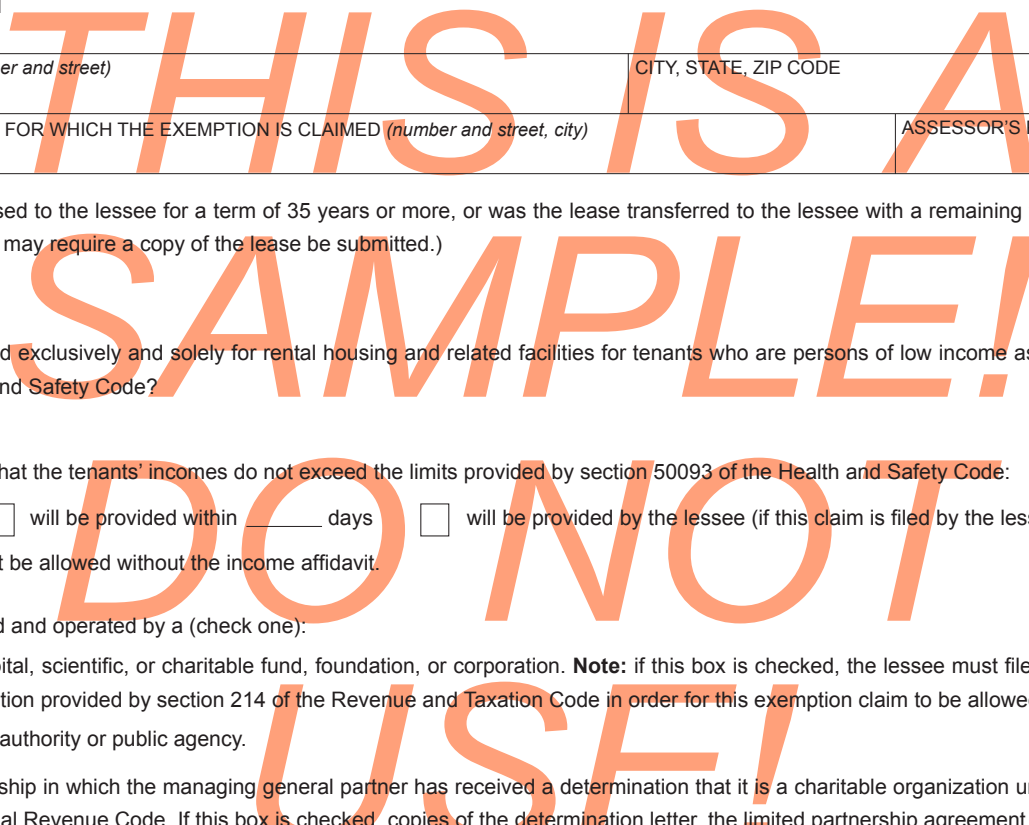 THIS IS A
er and street)
CITY, STATE, ZIP CODE
FOR WHICH THE EXEMPTION IS CLAIMED (number and street, city)
ASSESSOR'S
sed to the lessee for a term of 35 years or more, or was the lease transferred to the lessee with a remaining
may require a copy of the lease be submitted.)
SAMPLE!
d exclusively and solely for rental housing and related facilities for tenants who are persons of low income as
nd Safety Code?
hat the tenants' incomes do not exceed the limits provided by section 50093 of the Health and Safety Code:
DO NOT
will be provided within ______ days
will be provided by the lessee (if this claim is filed by the less
t be allowed without the income affidavit.
d and operated by a (check one):
ital, scientific, or charitable fund, foundation, or corporation. Note: if this box is checked, the lessee must file
tion provided by section 214 of the Revenue and Taxation Code in order for this exemption claim to be allowed
authority or public agency.
USE!
ship in which the managing general partner has received a determination that it is a charitable organization u
al Revenue Code. If this box is checked, copies of the determination letter, the limited partnership agreement